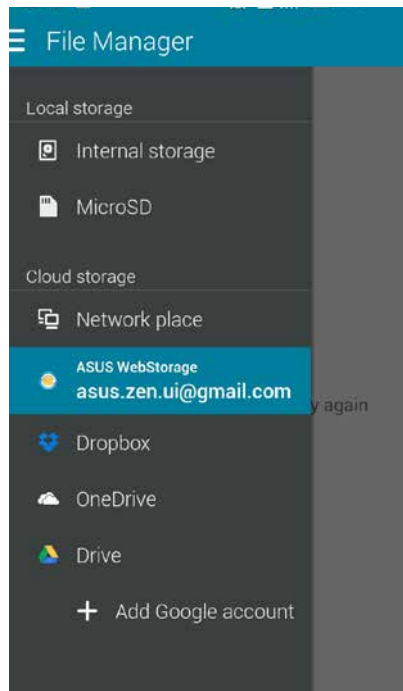 File Manager
Local storage
Internal storage
MicroSD
Cloud storage
Network place
ASUS WebStorage
asus.zen.ui@gmail.com
y again
Dropbox
OneDrive
Drive
Add Google account